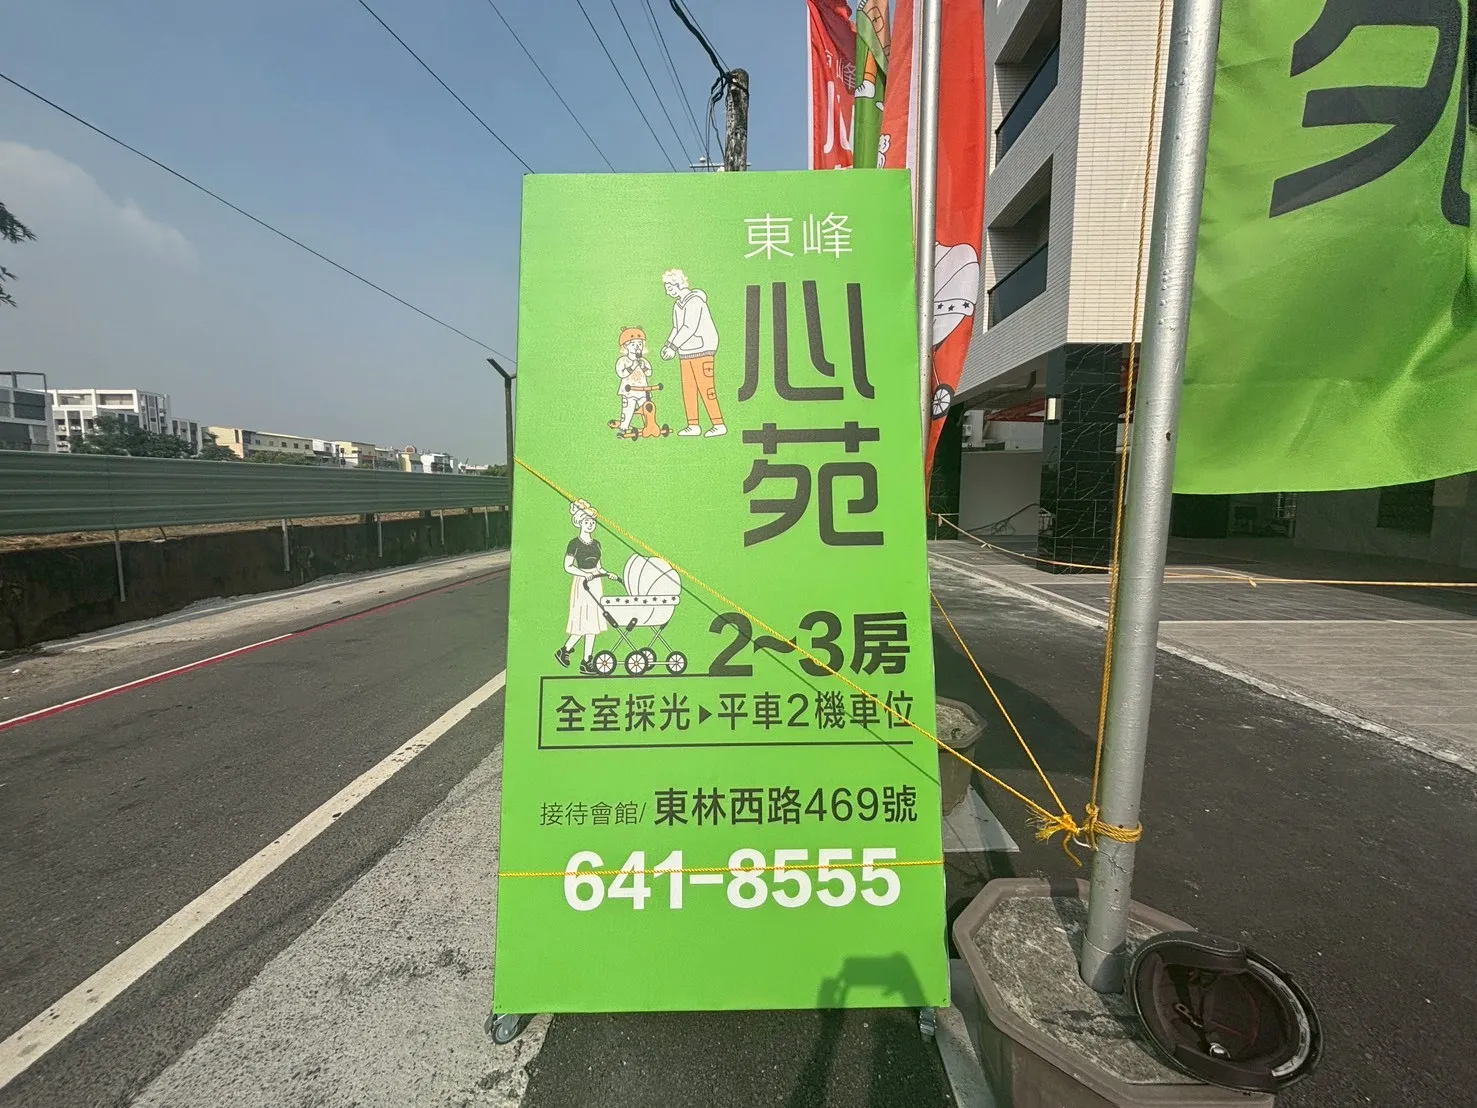 東峰
心苑
2~3房
全室採光▸平車2機車位
接待會館/東林西路469號
641-8555